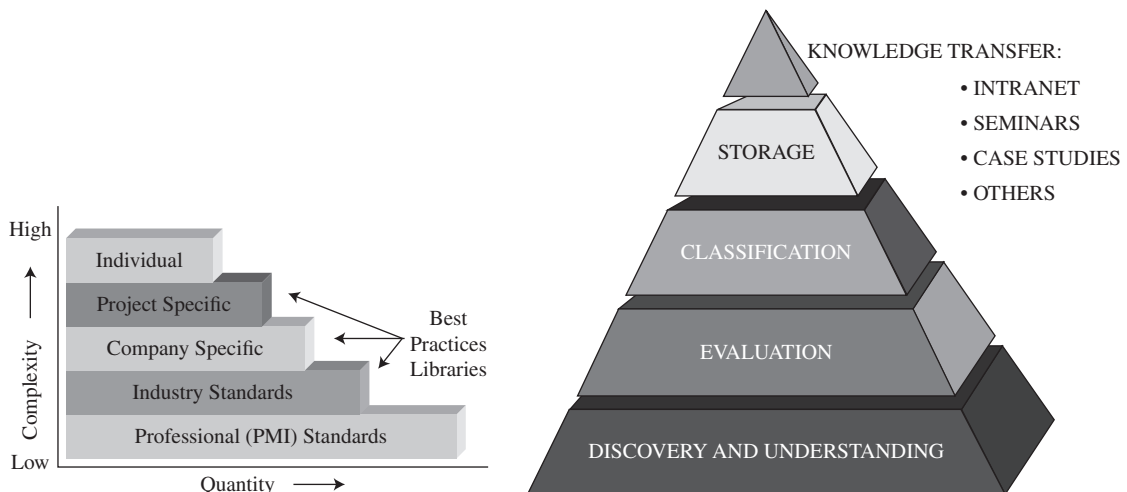 High
Individual
Project Specific
Company Specific
Industry Standards
Professional (PMI) Standards
Low
Complexity
Quantity
Best
Practices
Libraries
KNOWLEDGE TRANSFER:
• INTRANET
• SEMINARS
• CASE STUDIES
• OTHERS
STORAGE
CLASSIFICATION
EVALUATION
DISCOVERY AND UNDERSTANDING